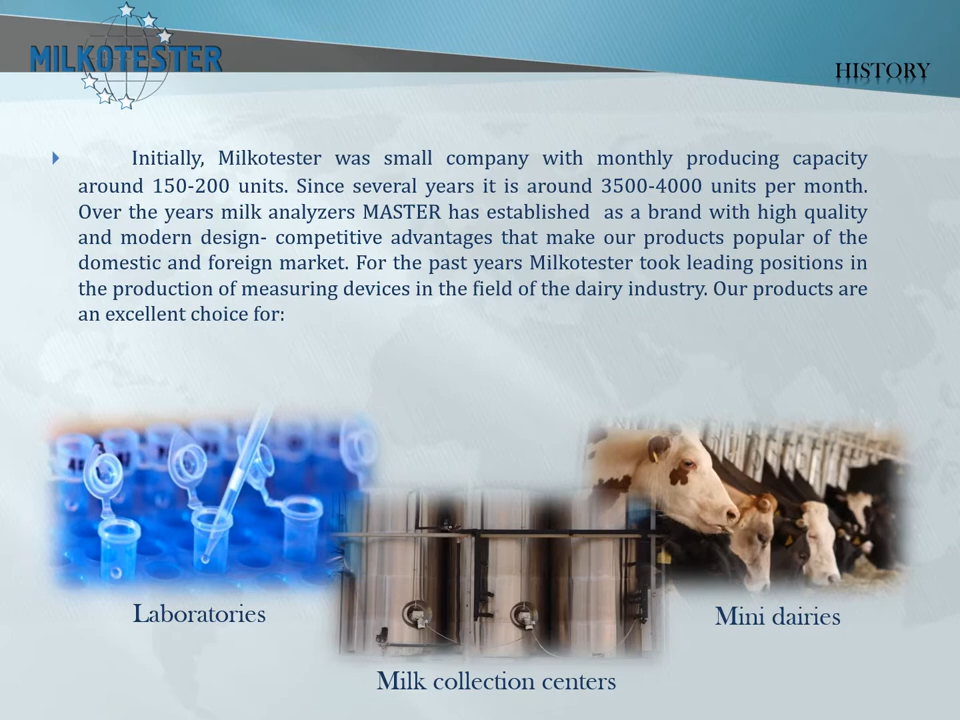 MILKOTESTER
HISTORY
Initially, Milkotester was small company with monthly producing capacity
around 150-200 units. Since several years it is around 3500-4000 units per month.
Over the years milk analyzers MASTER has established as a brand with high quality
and modern design- competitive advantages that make our products popular of the
domestic and foreign market. For the past years Milkotester took leading positions in
the production of measuring devices in the field of the dairy industry. Our products are
an excellent choice for:
Laboratories
Mini dairies
Milk collection centers